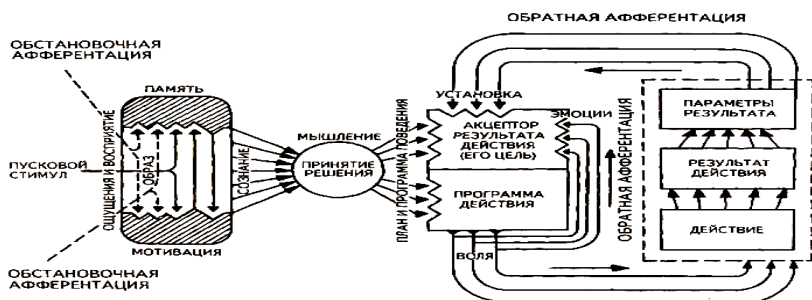 ОБРАТНАЯ АФФЕРЕНТАЦИЯ
ОБСТАНОВОЧНАЯ
АФФЕРЕНТАЦИЯ
ПАМЯТЬ
ПУСКОВОЙ
СТИМУЛ
ОЩУЩЕНИЯ И ВОСПРИЯТИЕ
ОБРАЗ
СОЗНАНИЕ
МОТИВАЦИЯ
ОБСТАНОВОЧНАЯ
АФФЕРЕНТАЦИЯ
МЫШЛЕНИЕ
ПРИНЯТИЕ
РЕШЕНИЯ
ПЛАН И ПРОГРАММА ПОВЕДЕНИЯ
УСТАНОВКА
ЭМОЦИИ
АКЦЕПТОР
РЕЗУЛЬТАТА
ДЕЙСТВИЯ
(ЕГО ЦЕЛЬ)
ПРОГРАММА
ДЕЙСТВИЯ
ВОЛЯ
ОБРАТНАЯ АФФЕРЕНТАЦИЯ
ПАРАМЕТРЫ
РЕЗУЛЬТАТА
РЕЗУЛЬТАТ
ДЕЙСТВИЯ
ДЕЙСТВИЕ